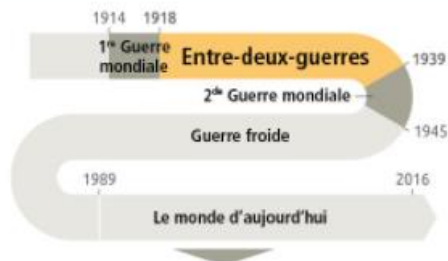 1914 1918
1re Guerre
mondiale
Entre-deux-guerres
1939
2de Guerre mondiale
1945
Guerre froide
1989 2016
Le monde d'aujourd'hui